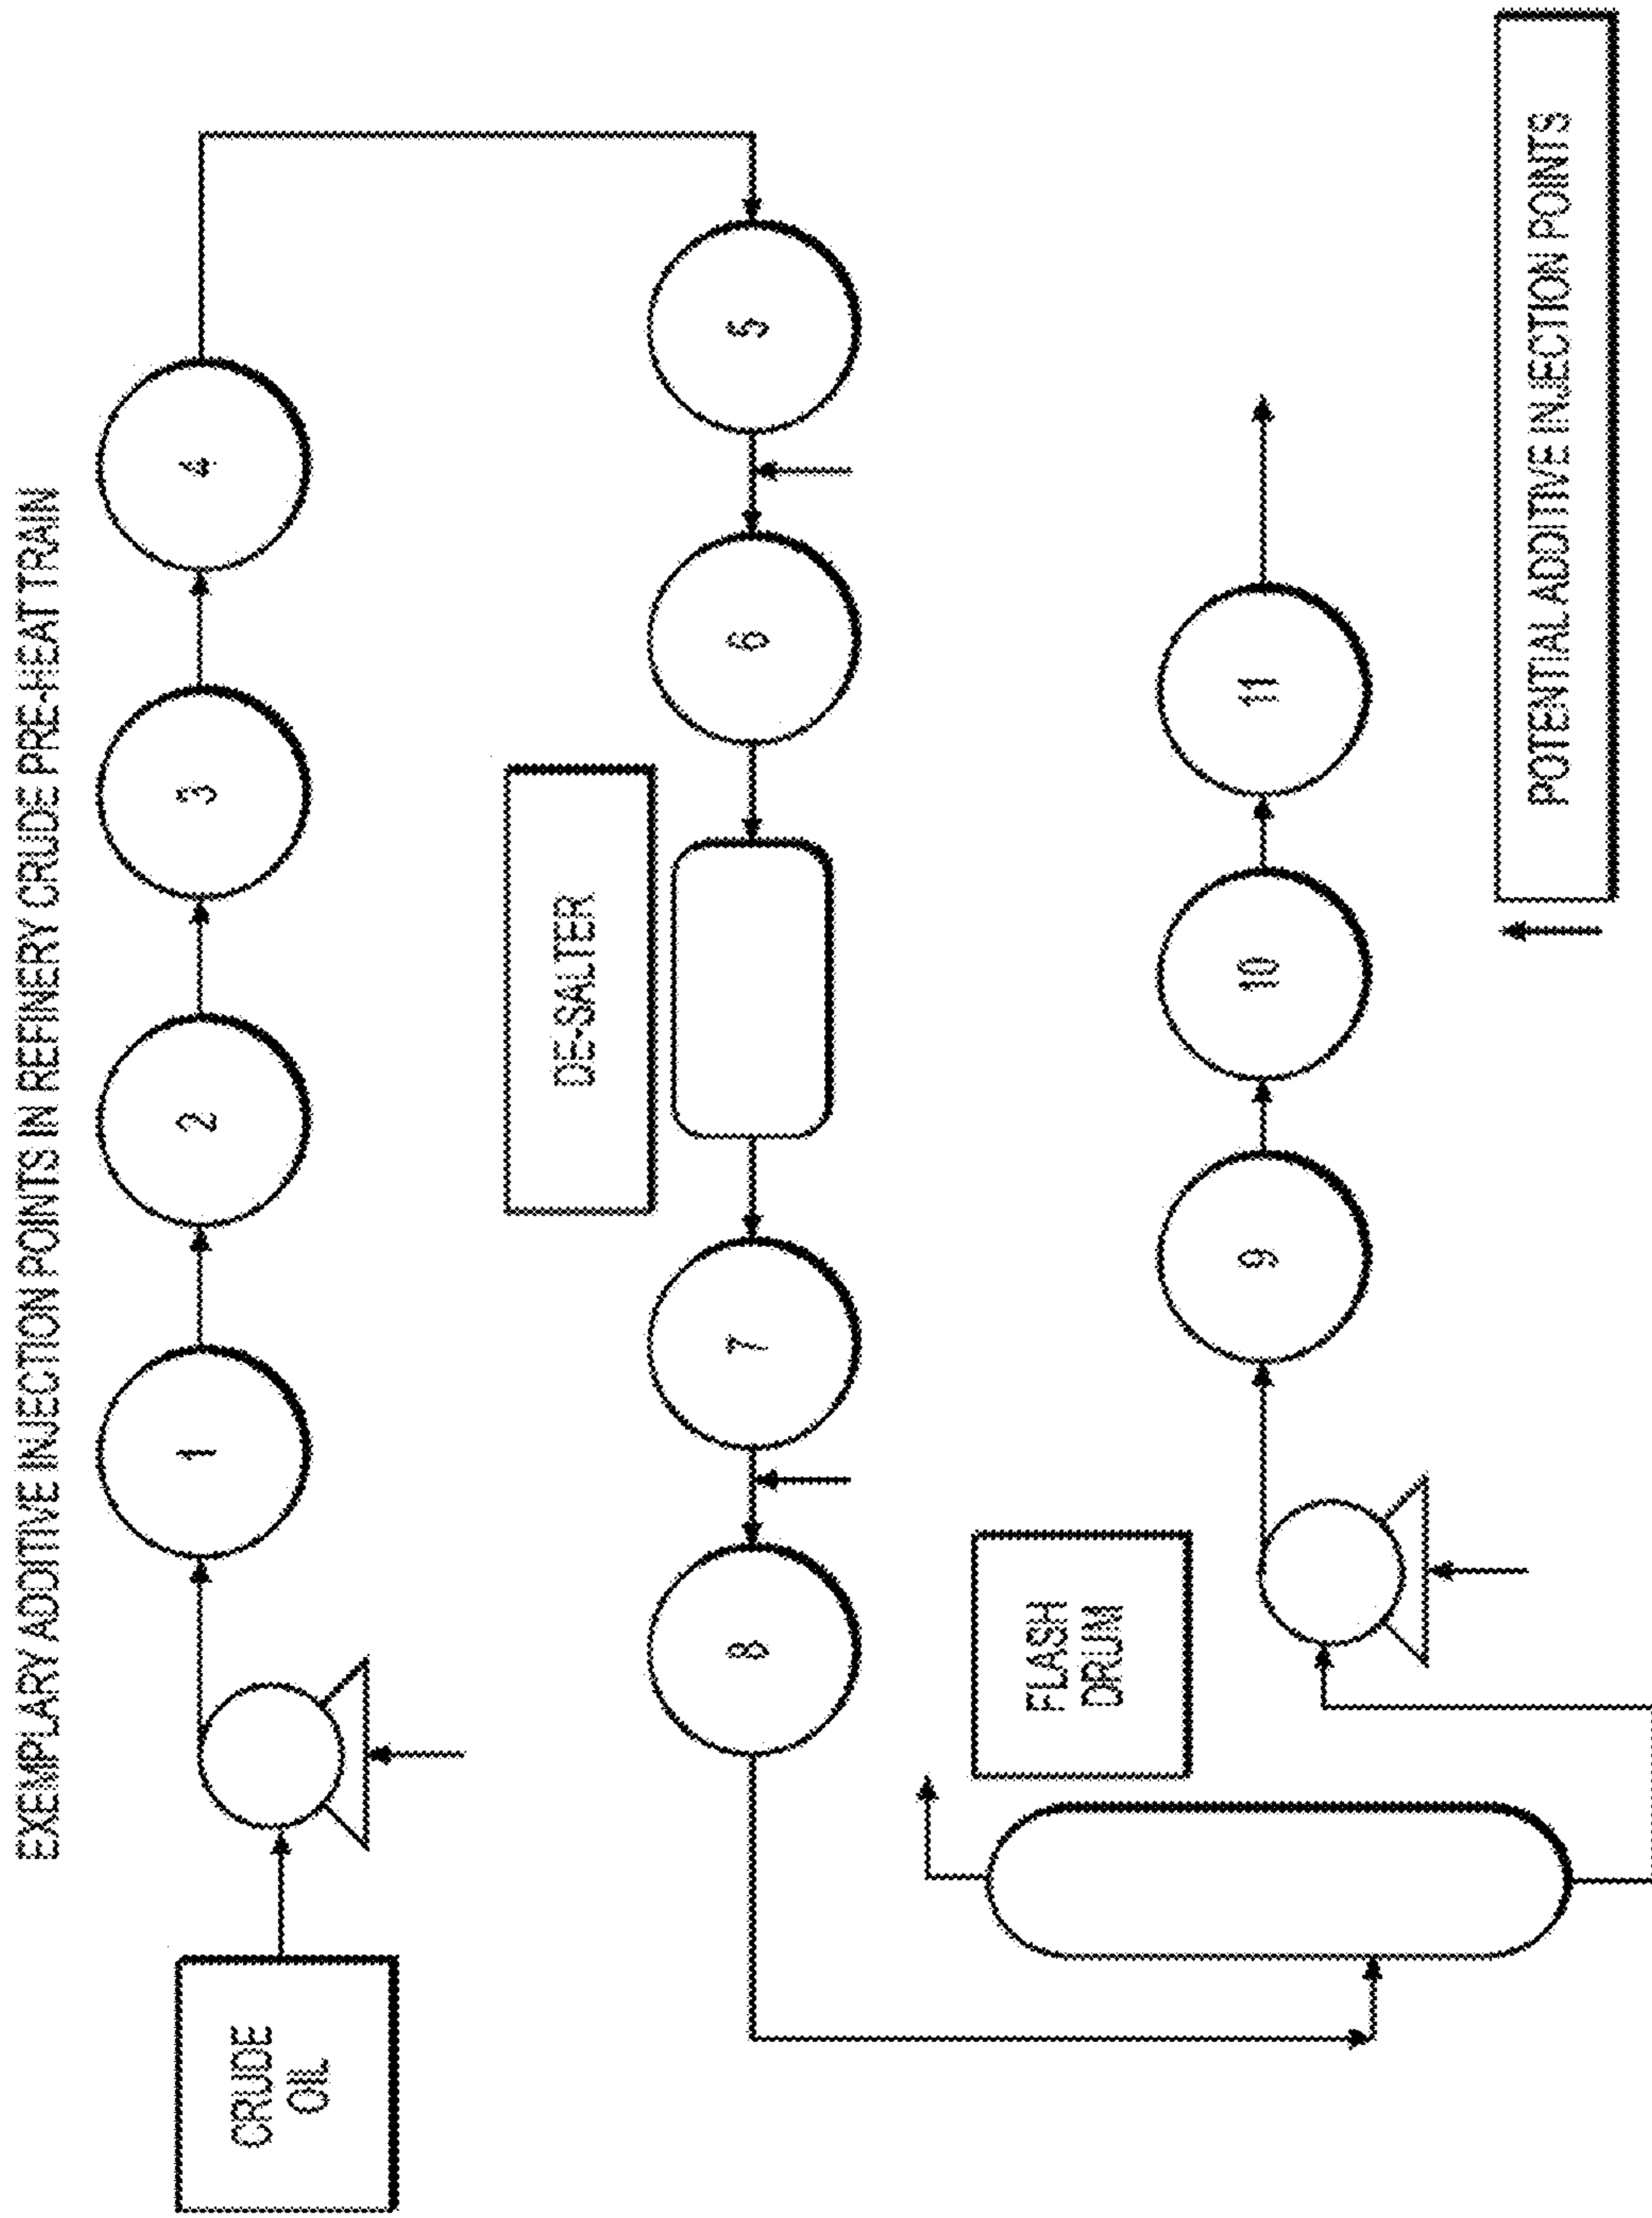 EXEMPLARY ADDITIVE INJECTION POINTS IN REFINERY CRUDE PRE-HEAT TRAIN
CRUDE
OIL
1
2
3
4
DE-SALTER
8
7
6
5
FLASH
DRUM
9
10
11
POTENTIAL ADDITIVE INJECTION POINTS